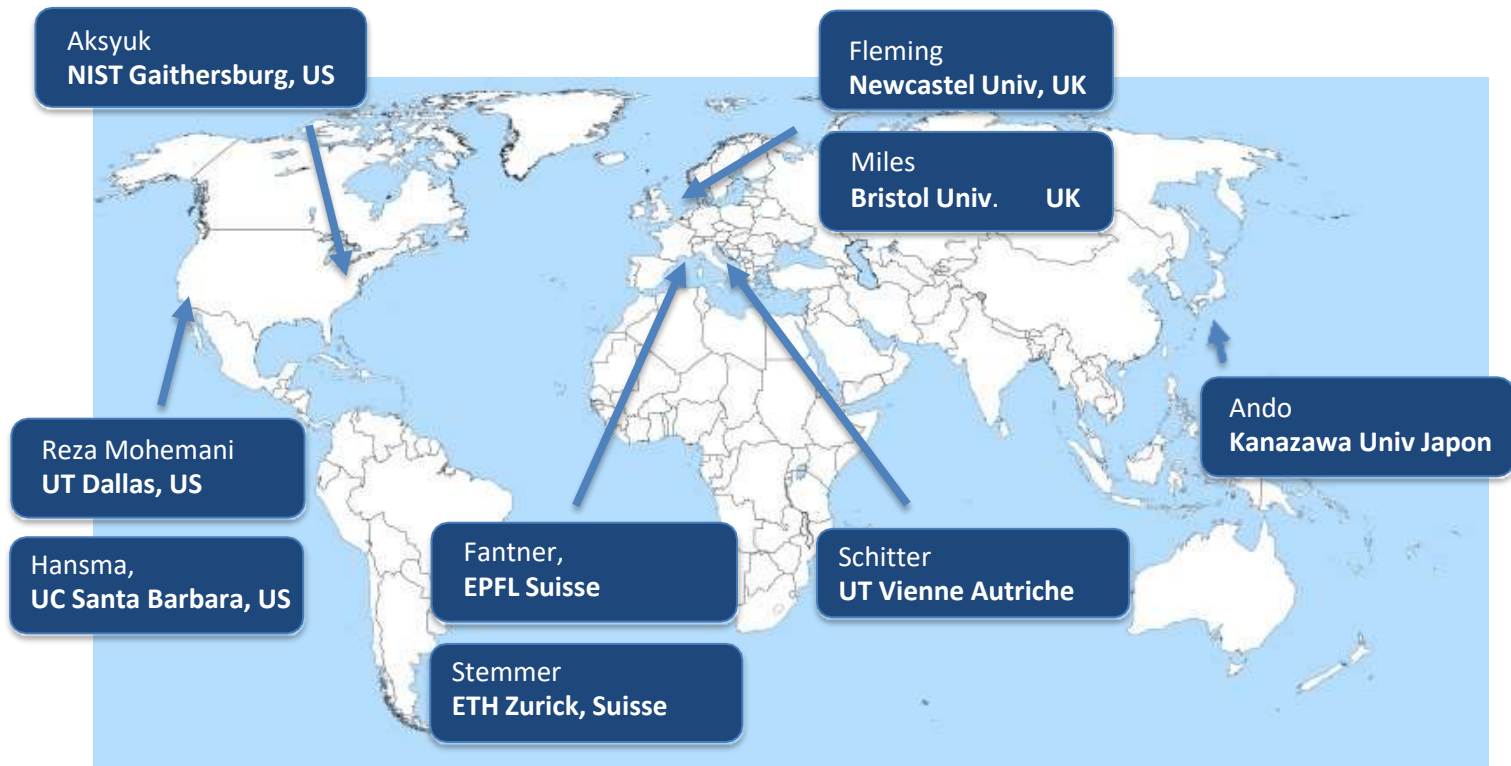 Aksyuk
NIST Gaithersburg, US
Fleming
Newcastel Univ, UK
Miles
Bristol Univ. UK
Ando
Kanazawa Univ Japon
Reza Mohemani
UT Dallas, US
Hansma,
UC Santa Barbara, US
Fantner,
EPFL Suisse
Schitter
UT Vienne Autriche
Stemmer
ETH Zurick, Suisse